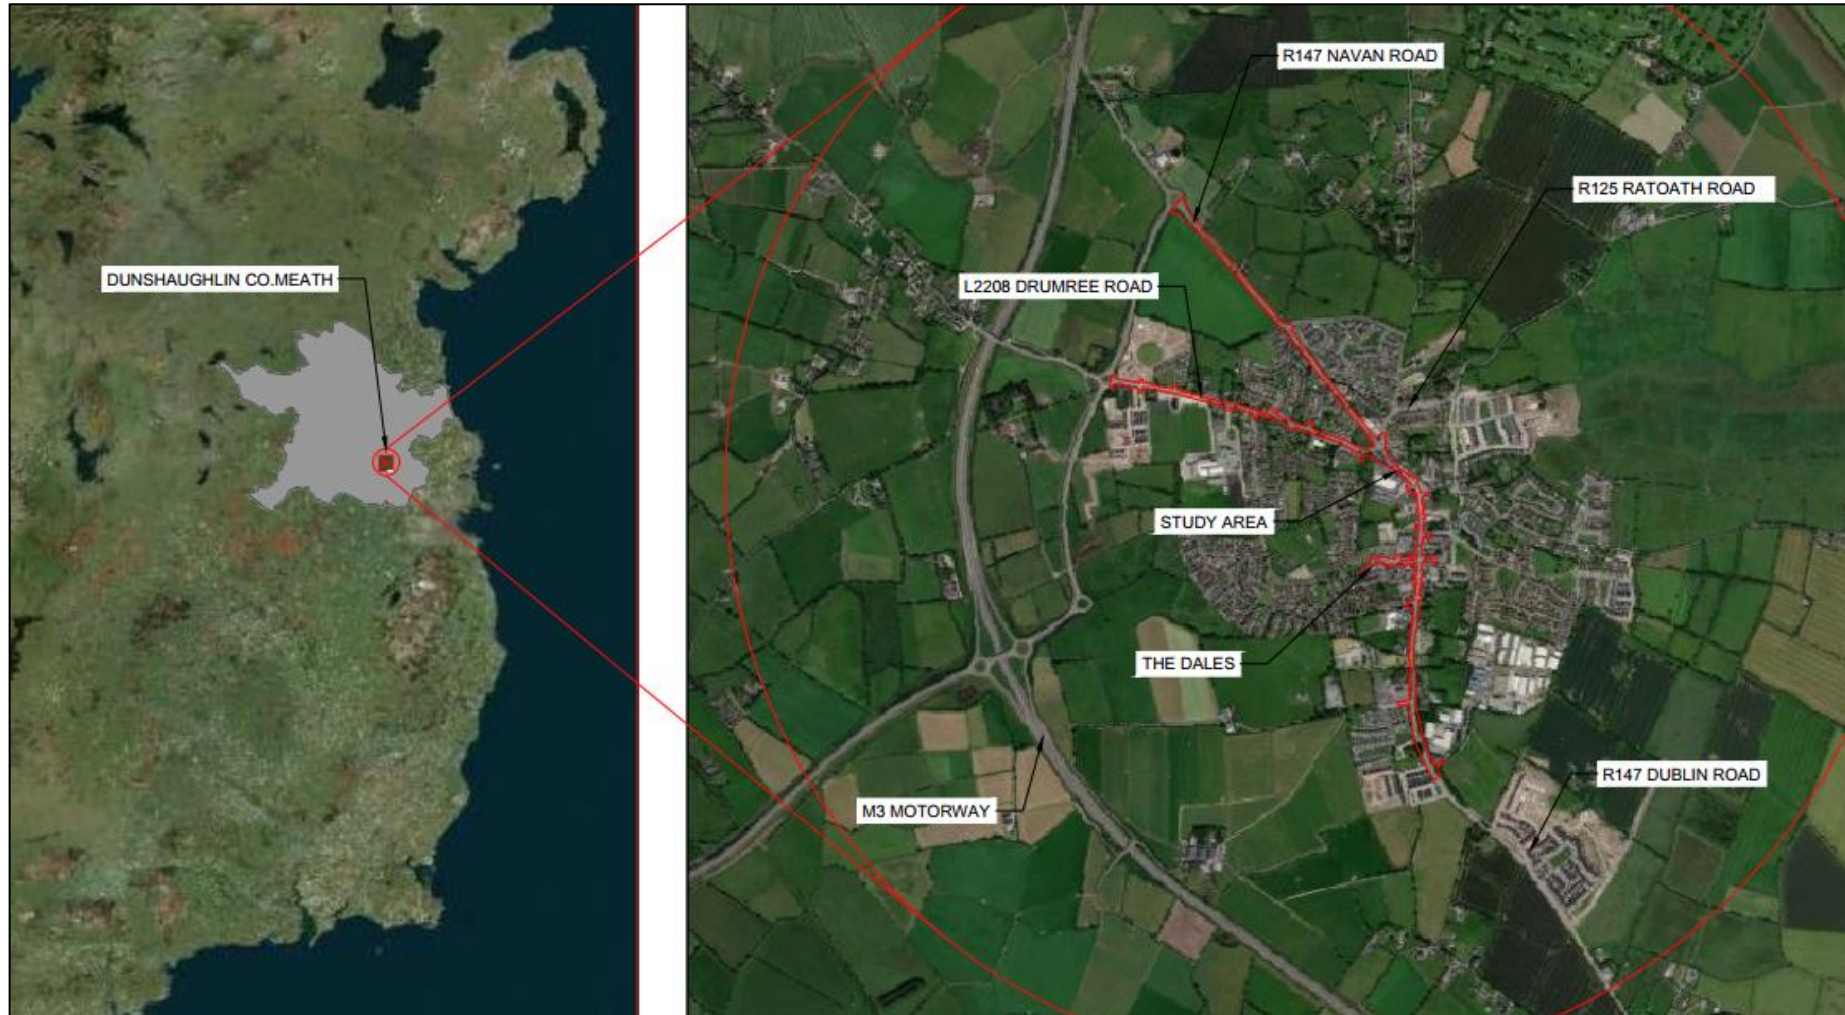 R147 NAVAN ROAD
R125 RATOATH ROAD
DUNSHAUGHLIN CO.MEATH
L2208 DRUMREE ROAD
STUDY AREA
THE DALES
R147 DUBLIN ROAD
M3 MOTORWAY